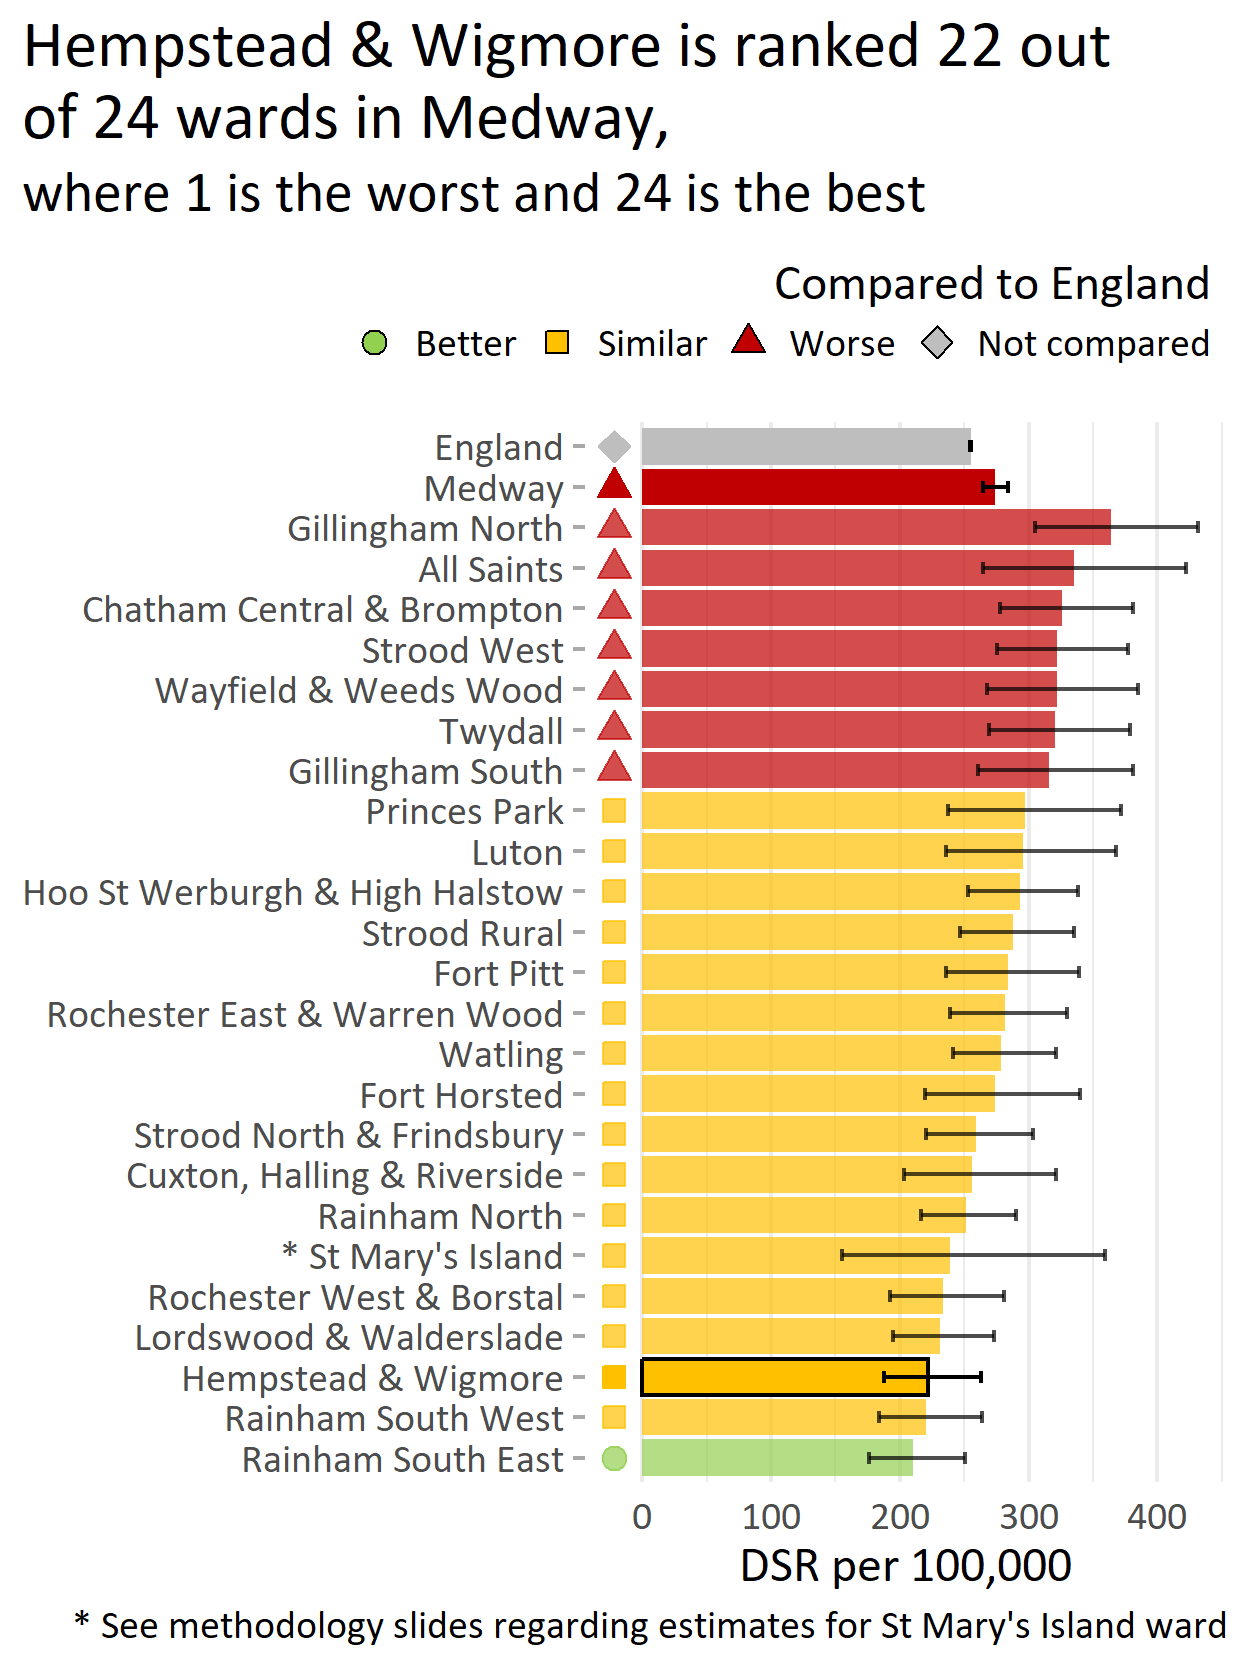 Hempstead & Wigmore is ranked 22 out
of 24 wards in Medway,
where 1 is the worst and 24 is the best
Compared to England
Better Similar Worse Not compared
England
Medway
Gillingham North
All Saints
Chatham Central & Brompton
Strood West
Wayfield & Weeds Wood
Twydall
Gillingham South
Princes Park
Luton
Hoo St Werburgh & High Halstow
Strood Rural
Fort Pitt
Rochester East & Warren Wood
Watling
Fort Horsted
Strood North & Frindsbury
Cuxton, Halling & Riverside
Rainham North
* St Mary's Island
Rochester West & Borstal
Lordswood & Walderslade
Hempstead & Wigmore
Rainham South West
Rainham South East
0 100 200 300 400
DSR per 100,000
* See methodology slides regarding estimates for St Mary's Island ward